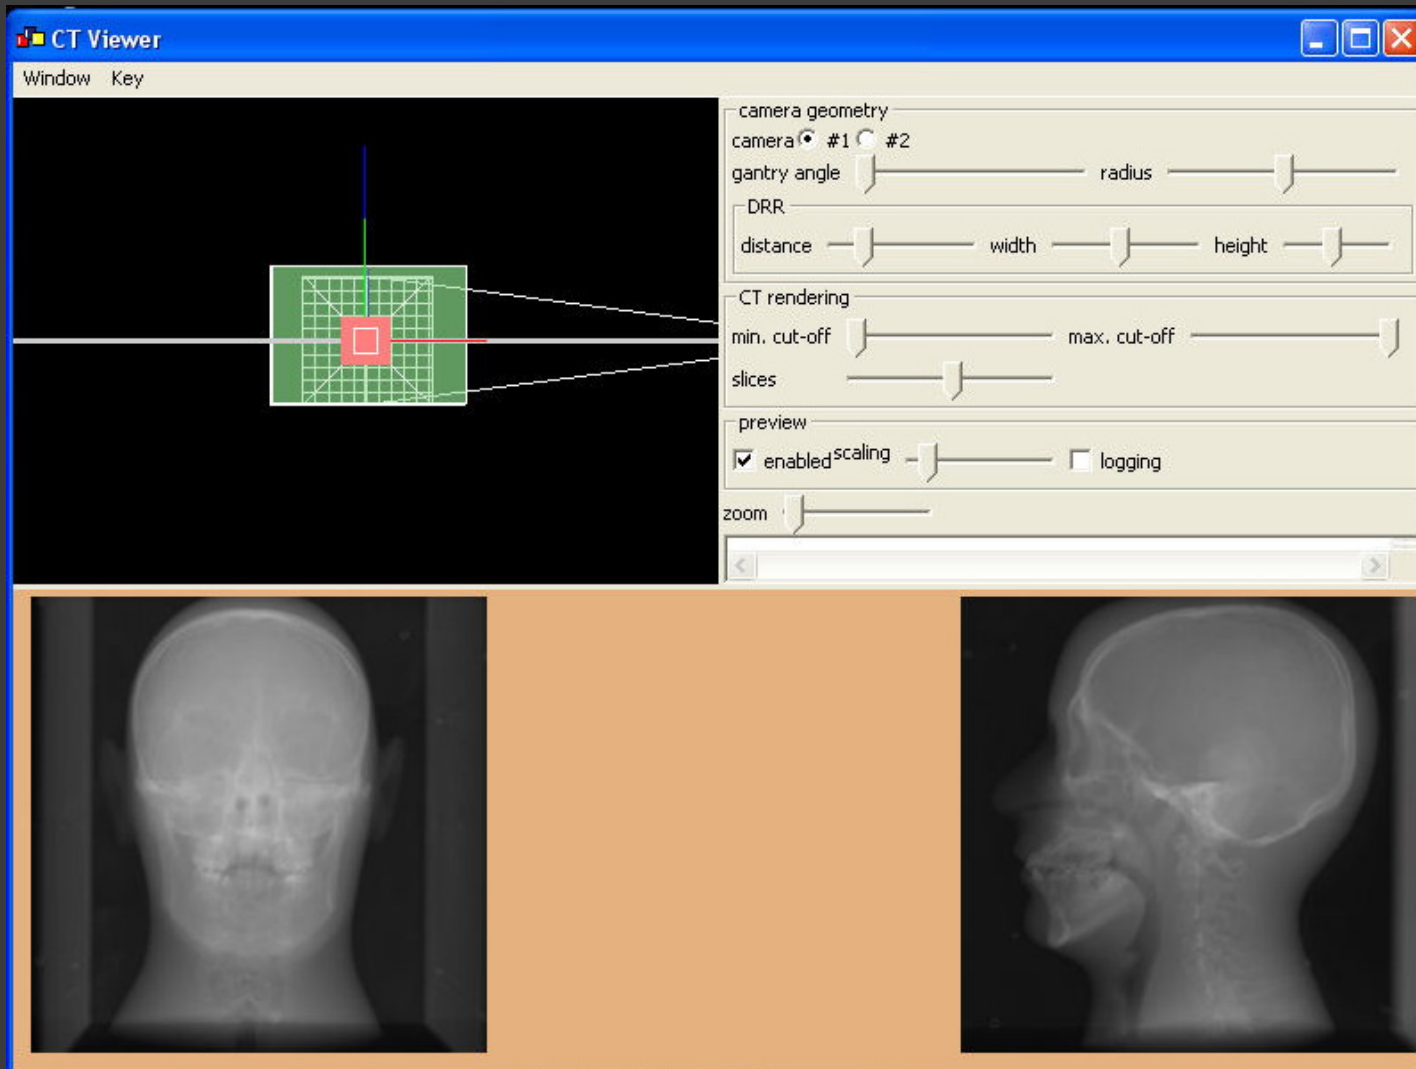 CT Viewer
Window Key
camera geometry
camera #1 #2
gantry angle radius
DRR
distance width height
CT rendering
min. cut-off max. cut-off
slices
preview
enabled scaling logging
zoom